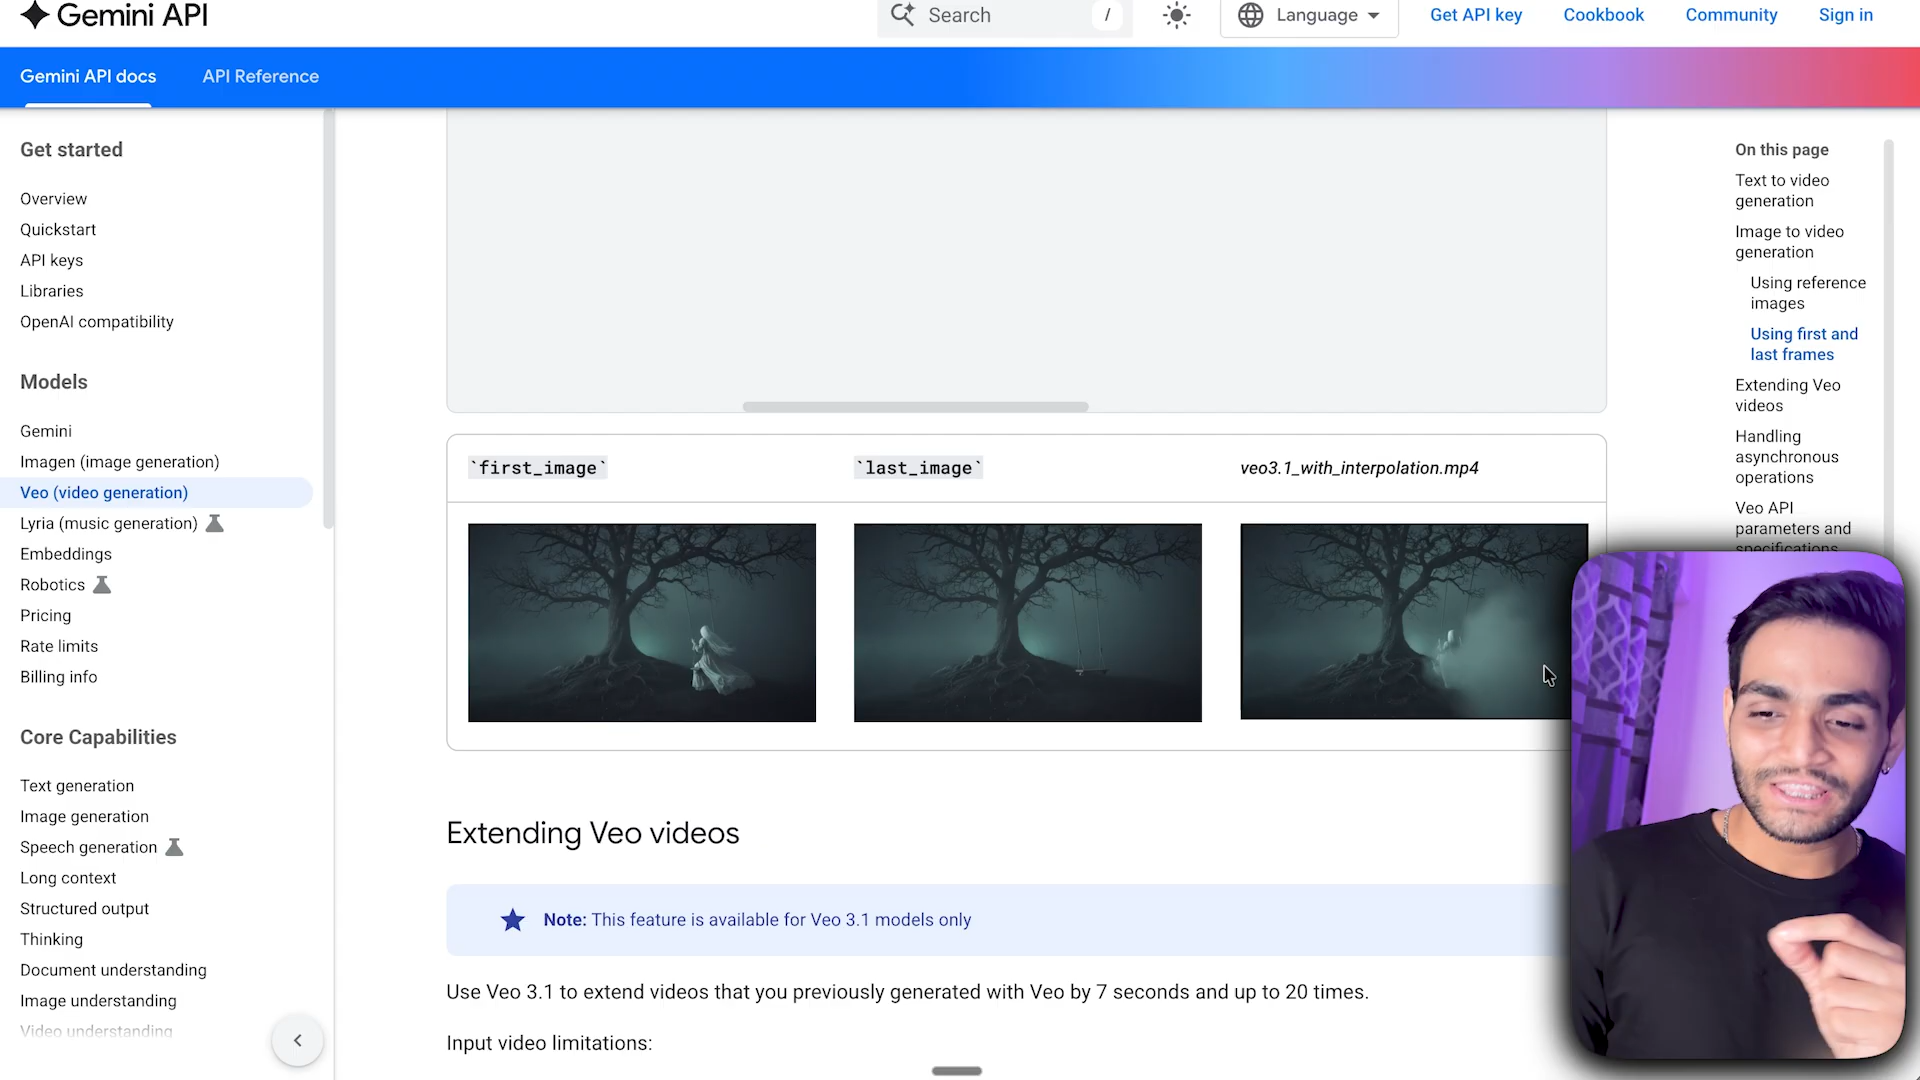 Gemini API
Search
/
Language
Get API key
Cookbook
Community
Sign in
Gemini API docs
API Reference
Get started
Overview
Quickstart
API keys
Libraries
OpenAI compatibility
Models
Gemini
Imagen (image generation)
Veo (video generation)
Lyria (music generation)
Embeddings
Robotics
Pricing
Rate limits
Billing info
Core Capabilities
Text generation
Image generation
Speech generation
Long context
Structured output
Thinking
Document understanding
Image understanding
Video understanding
`first_image`
`last_image`
veo3.1_with_interpolation.mp4
Extending Veo videos
Note: This feature is available for Veo 3.1 models only
Use Veo 3.1 to extend videos that you previously generated with Veo by 7 seconds and up to 20 times.
Input video limitations:
On this page
Text to video
generation
Image to video
generation
Using reference
images
Using first and
last frames
Extending Veo
videos
Handling
asynchronous
operations
Veo API
parameters and
specifications